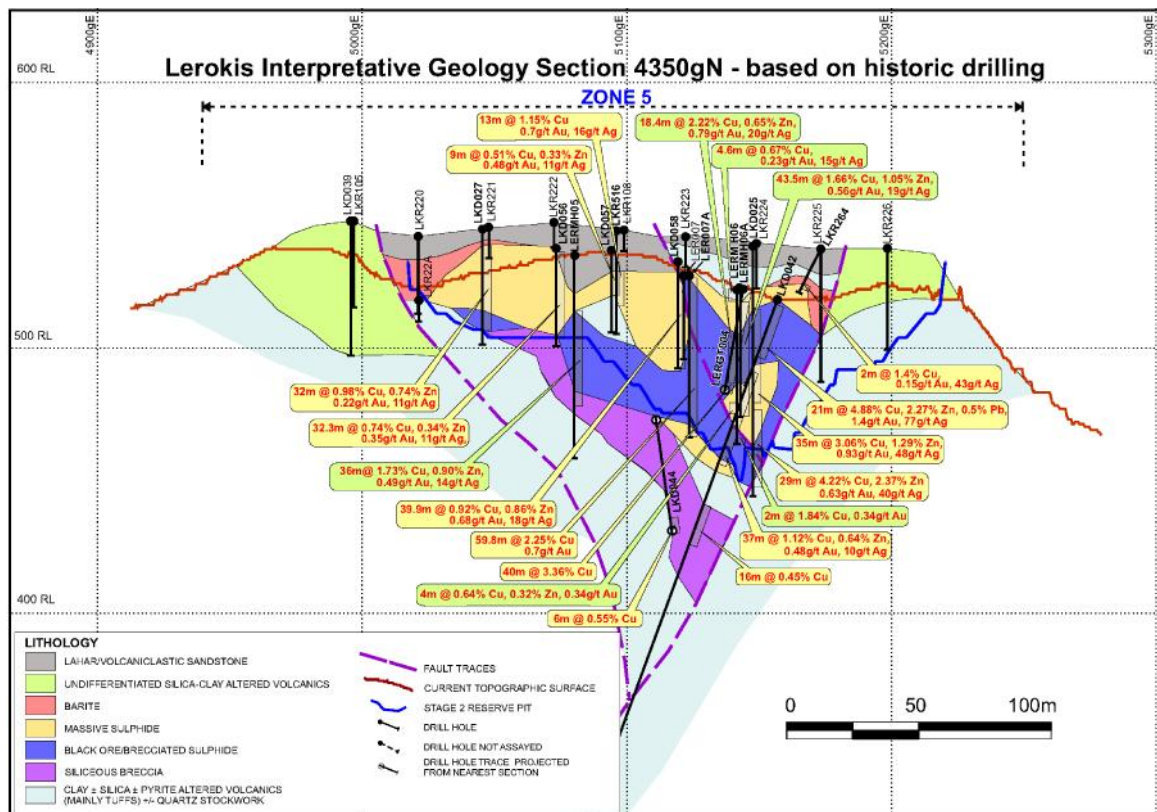 4900gE
5000gE
5100gE
5200gE
5300gE
600 RL
Lerokis Interpretative Geology Section 4350gN - based on historic drilling
ZONE 5
13m @ 1.15% Cu,
0.7g/t Au, 16g/t Ag
18.4m @ 2.22% Cu, 0.65% Zn,
0.79g/t Au, 20g/t Ag
9m @ 0.51% Cu, 0.33% Zn
0.48g/t Au, 11g/t Ag
4.6m @ 0.67% Cu,
0.23g/t Au, 15g/t Ag
43.5m @ 1.66% Cu, 1.05% Zn,
0.56g/t Au, 19g/t Ag
LKD039
LKR105
LKR220
LKD027
LKR221
LKR222
LKD056
LERMH05
LKD057
LKR516
LKR108
LKD058
LKR223
LER007
LER007A
LERMH06
LERMH06A
LKD025
LKR224
LKD042
LKR225
LKR264
LKR226
LKR22A
500 RL
LERGT004
32m @ 0.98% Cu, 0.74% Zn
0.22g/t Au, 11g/t Ag
2m @ 1.4% Cu,
0.15g/t Au, 43g/t Ag
32.3m @ 0.74% Cu, 0.34% Zn
0.35g/t Au, 11g/t Ag,
21m @ 4.88% Cu, 2.27% Zn, 0.5% Pb,
1.4g/t Au, 77g/t Ag
36m@ 1.73% Cu, 0.90% Zn,
0.49g/t Au, 14g/t Ag
35m @ 3.06% Cu, 1.29% Zn,
0.93g/t Au, 48g/t Ag
39.9m @ 0.92% Cu, 0.86% Zn
0.68g/t Au, 18g/t Ag
LKD044
29m @ 4.22% Cu, 2.37% Zn
0.63g/t Au, 40g/t Ag
2m @ 1.84% Cu, 0.34g/t Au
59.8m @ 2.25% Cu
0.7g/t Au
37m @ 1.12% Cu, 0.64% Zn,
0.48g/t Au, 10g/t Ag
40m @ 3.36% Cu
16m @ 0.45% Cu
4m @ 0.64% Cu, 0.32% Zn, 0.34g/t Au
6m @ 0.55% Cu
400 RL
LITHOLOGY
LAHAR/VOLCANICLASTIC SANDSTONE
UNDIFFERENTIATED SILICA-CLAY ALTERED VOLCANICS
BARITE
MASSIVE SULPHIDE
BLACK ORE/BRECCIATED SULPHIDE
SILICEOUS BRECCIA
CLAY ± SILICA ± PYRITE ALTERED VOLCANICS
(MAINLY TUFFS) +/- QUARTZ STOCKWORK
FAULT TRACES
CURRENT TOPOGRAPHIC SURFACE
STAGE 2 RESERVE PIT
DRILL HOLE
DRILL HOLE NOT ASSAYED
DRILL HOLE TRACE PROJECTED
FROM NEAREST SECTION
0 50 100m